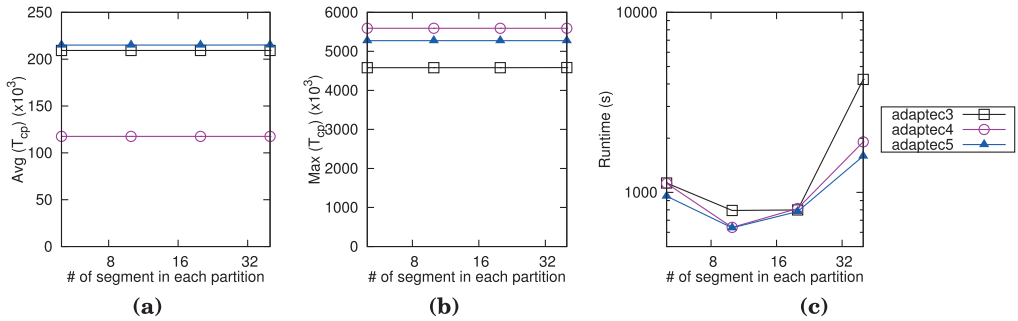 250
200
150
100
50
0
Avg (Tcp) (x10^3)
8 16 32
# of segment in each partition
(a)
6000
5000
4000
3000
2000
1000
0
Max (Tcp) (x10^3)
8 16 32
# of segment in each partition
(b)
10000
1000
Runtime (s)
8 16 32
# of segment in each partition
(c)
adaptec3
adaptec4
adaptec5